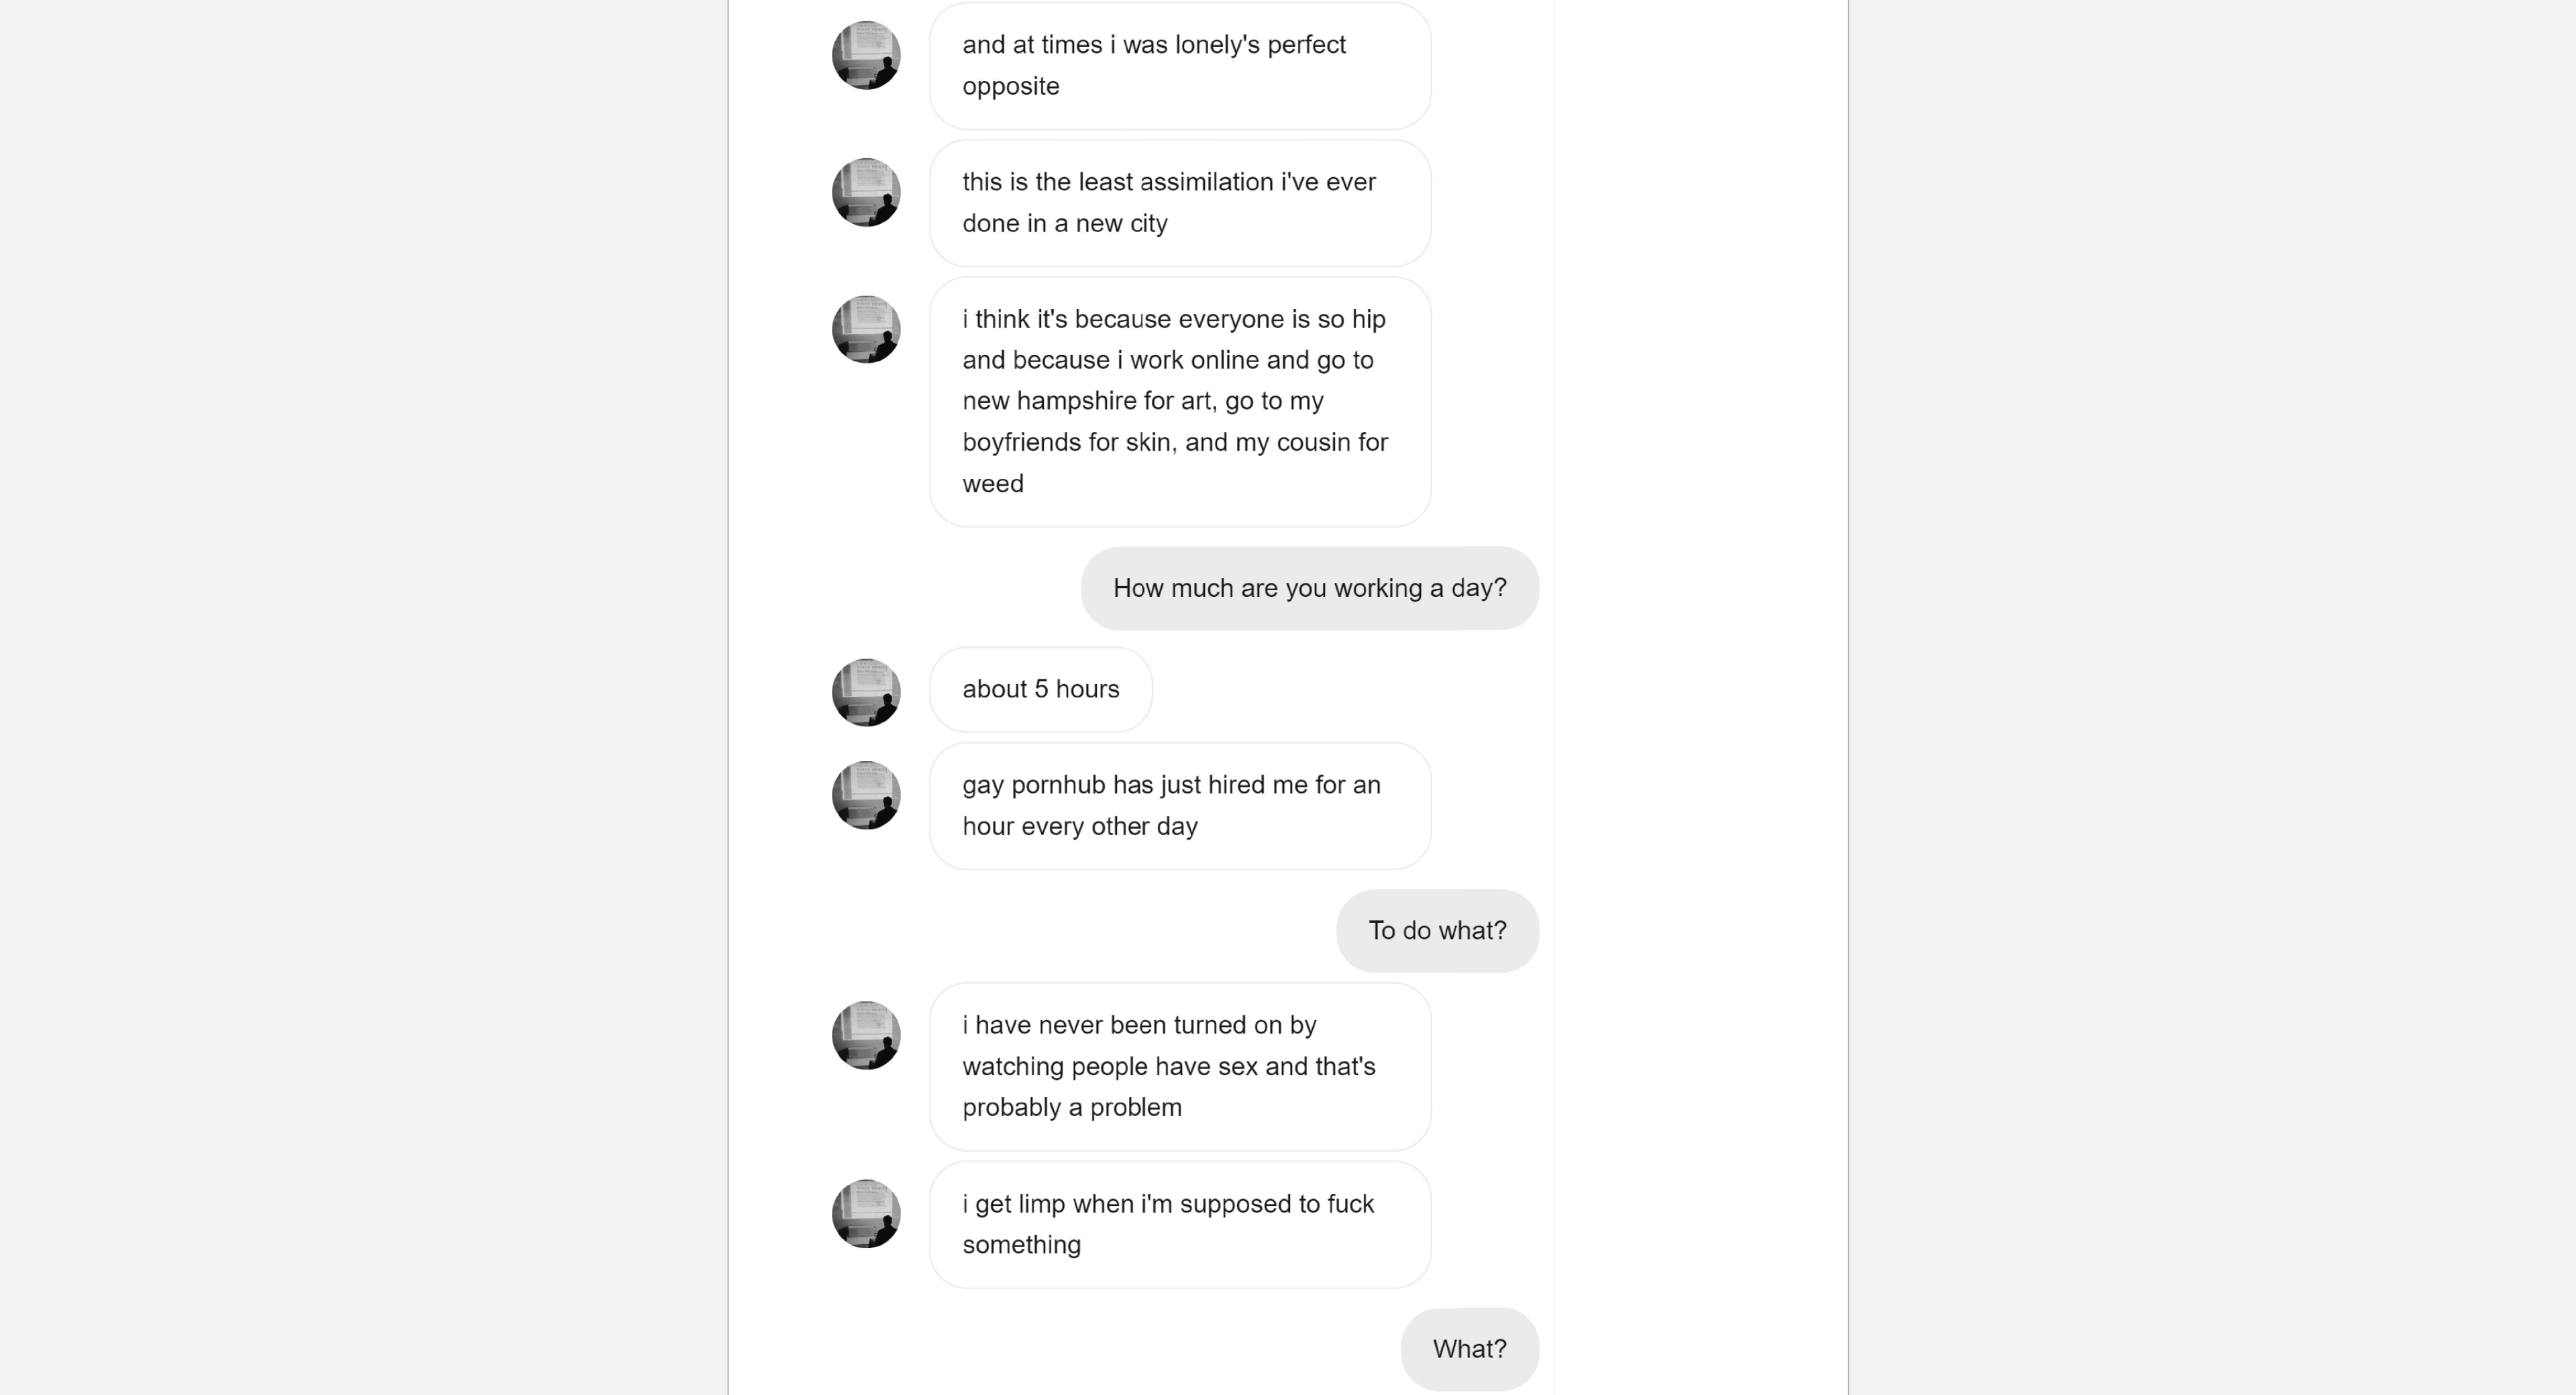 and at times i was lonely's perfect
opposite
this is the least assimilation i've ever
done in a new city
i think it's because everyone is so hip
and because i work online and go to
new hampshire for art, go to my
boyfriends for skin, and my cousin for
weed
How much are you working a day?
about 5 hours
gay pornhub has just hired me for an
hour every other day
To do what?
i have never been turned on by
watching people have sex and that's
probably a problem
i get limp when i'm supposed to fuck
something
What?